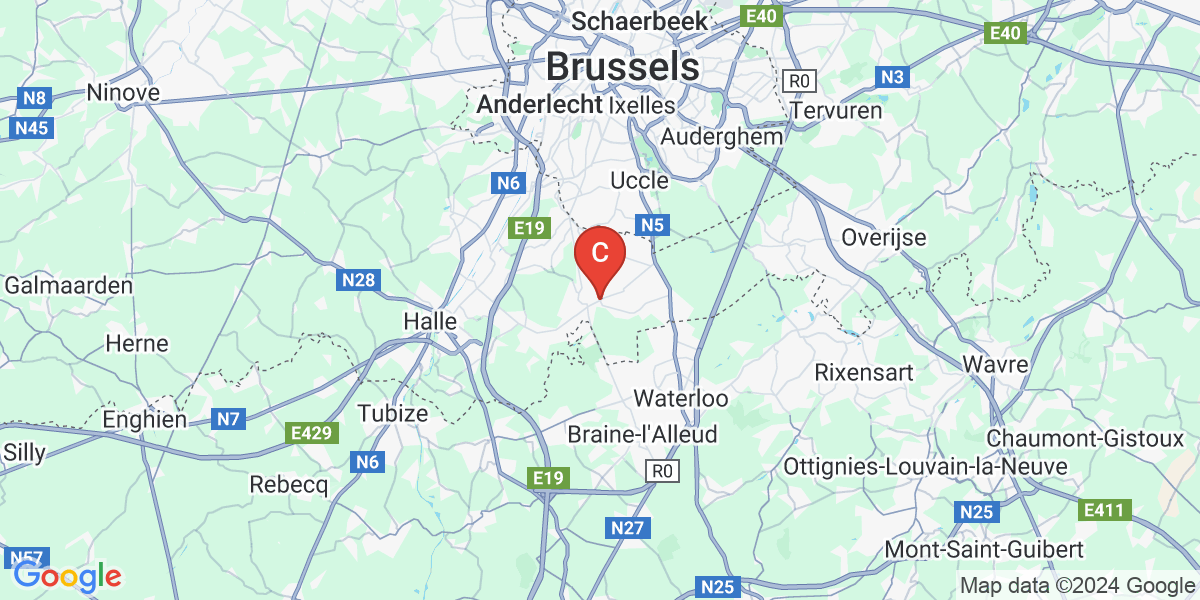 Schaerbeek
E40
E40
Brussels
R0
N3
Ninove
N8
Anderlecht
Ixelles
Tervuren
N45
Auderghem
N6
Uccle
E19
N5
Overijse
C
N28
Galmaarden
Halle
Herne
Rixensart
Wavre
Waterloo
Enghien
N7
Tubize
E429
Braine-l'Alleud
Chaumont-Gistoux
Silly
N6
R0
Ottignies-Louvain-la-Neuve
Rebecq
E19
N25
E411
N27
Mont-Saint-Guibert
N57
Google
N25
Map data ©2024 Google